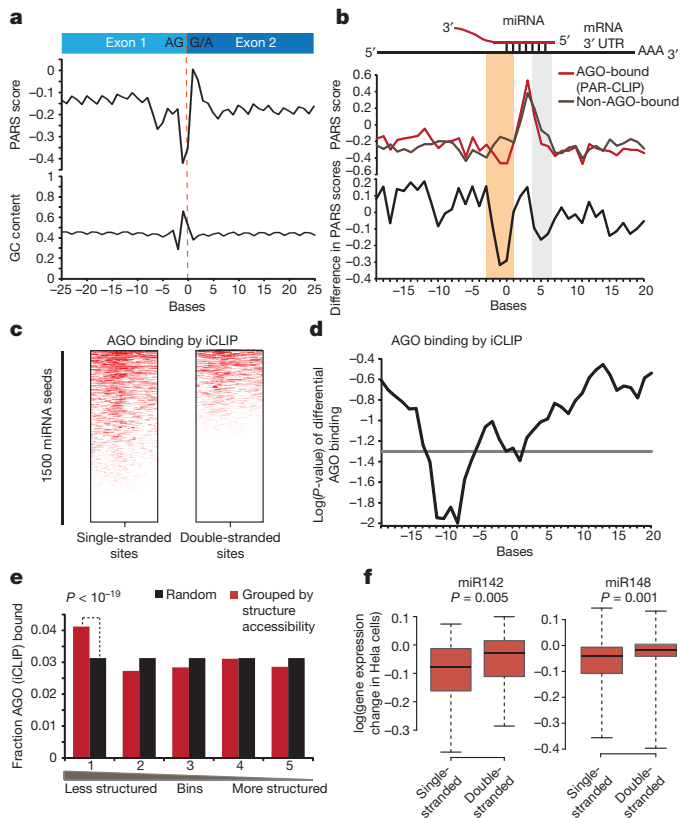 a
Exon 1
AG
G/A
Exon 2
PARS score
0.1
0
−0.1
−0.2
−0.3
−0.4
GC content
1
0.8
0.6
0.4
0.2
0
−25 −20 −15 −10 −5 0 5 10 15 20 25
Bases
b
miRNA
3′
5′
mRNA
3′ UTR
5′
AAA 3′
AGO-bound
(PAR-CLIP)
Non-AGO-bound
PARS score
0.6
0.4
0.2
0
−0.2
−0.4
−0.6
Difference in PARS scores
0.2
0.1
0
−0.1
−0.2
−0.3
−0.4
−15 −10 −5 0 5 10 15 20
Bases
c
AGO binding by iCLIP
1500 miRNA seeds
Single-stranded
sites
Double-stranded
sites
d
AGO binding by iCLIP
Log(P-value) of differential
AGO binding
−0.4
−0.6
−0.8
−1
−1.2
−1.4
−1.6
−1.8
−2
−15 −10 −5 0 5 10 15 20
Bases
e
P < 10−19
Random
Grouped by
structure
accessibility
Fraction AGO (iCLIP) bound
0.04
0.03
0.02
0.01
0
1 2 3 4 5
Less structured
Bins
More structured
f
miR142
P = 0.005
miR148
P = 0.001
log(gene expression
change in Hela cells)
0.1
0.0
−0.1
−0.3
0.1
0.0
−0.1
−0.2
−0.3
−0.4
Single-
stranded
Double-
stranded
Single-
stranded
Double-
stranded